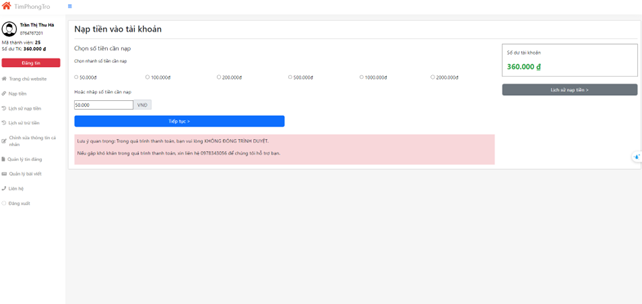 TìmPhòngTrọ
Trần Thị Thu Hà
Mã thành viên: 25
Số dư TK: 360.000 ₫
Đăng tin
Trang chủ website
Nạp tiền
Lịch sử nạp tiền
Lịch sử trừ tiền
Chỉnh sửa thông tin cá
nhân
Quản lý tin đăng
Quản lý bài viết
Liên hệ
Đăng xuất
Nạp tiền vào tài khoản
Chọn số tiền cần nạp
Chọn nhanh số tiền cần nạp
50.000đ
100.000đ
200.000đ
500.000đ
1000.000đ
2000.000đ
Hoặc nhập số tiền cần nạp
50.000 VND
Tiếp tục >
Lưu ý quan trọng: Trong quá trình thanh toán, bạn vui lòng KHÔNG ĐÓNG TRÌNH DUYỆT.
Nếu gặp khó khăn trong quá trình thanh toán, xin liên hệ 0978343056 để chúng tôi hỗ trợ bạn.
Số dư tài khoản
360.000 ₫
Lịch sử nạp tiền >